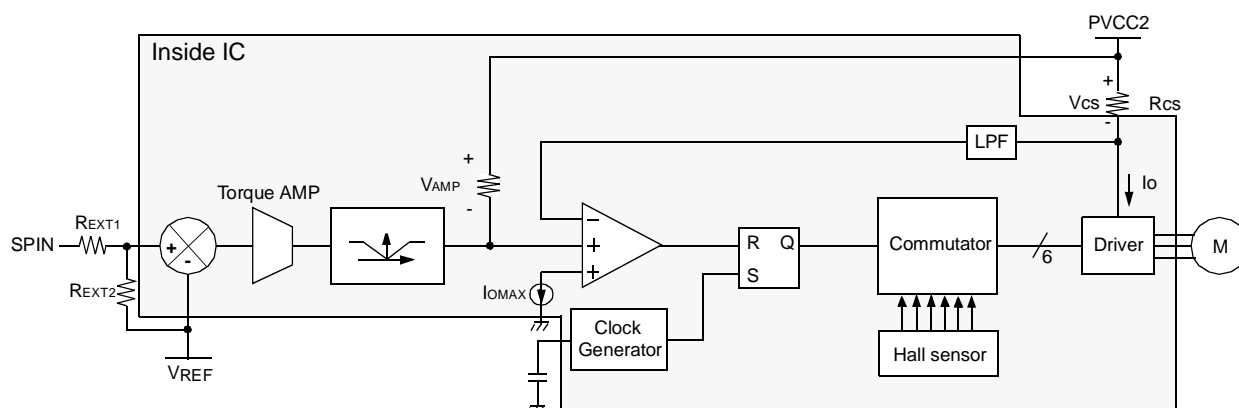 PVCC2
Inside IC
+
Vcs
-
Rcs
LPF
+
VAMP
-
Torque AMP
Io
REXT1
SPIN
+
-
−
+
+
R Q
S
Commutator
6
Driver
M
REXT2
IOMAX
Clock
Generator
Hall sensor
VREF